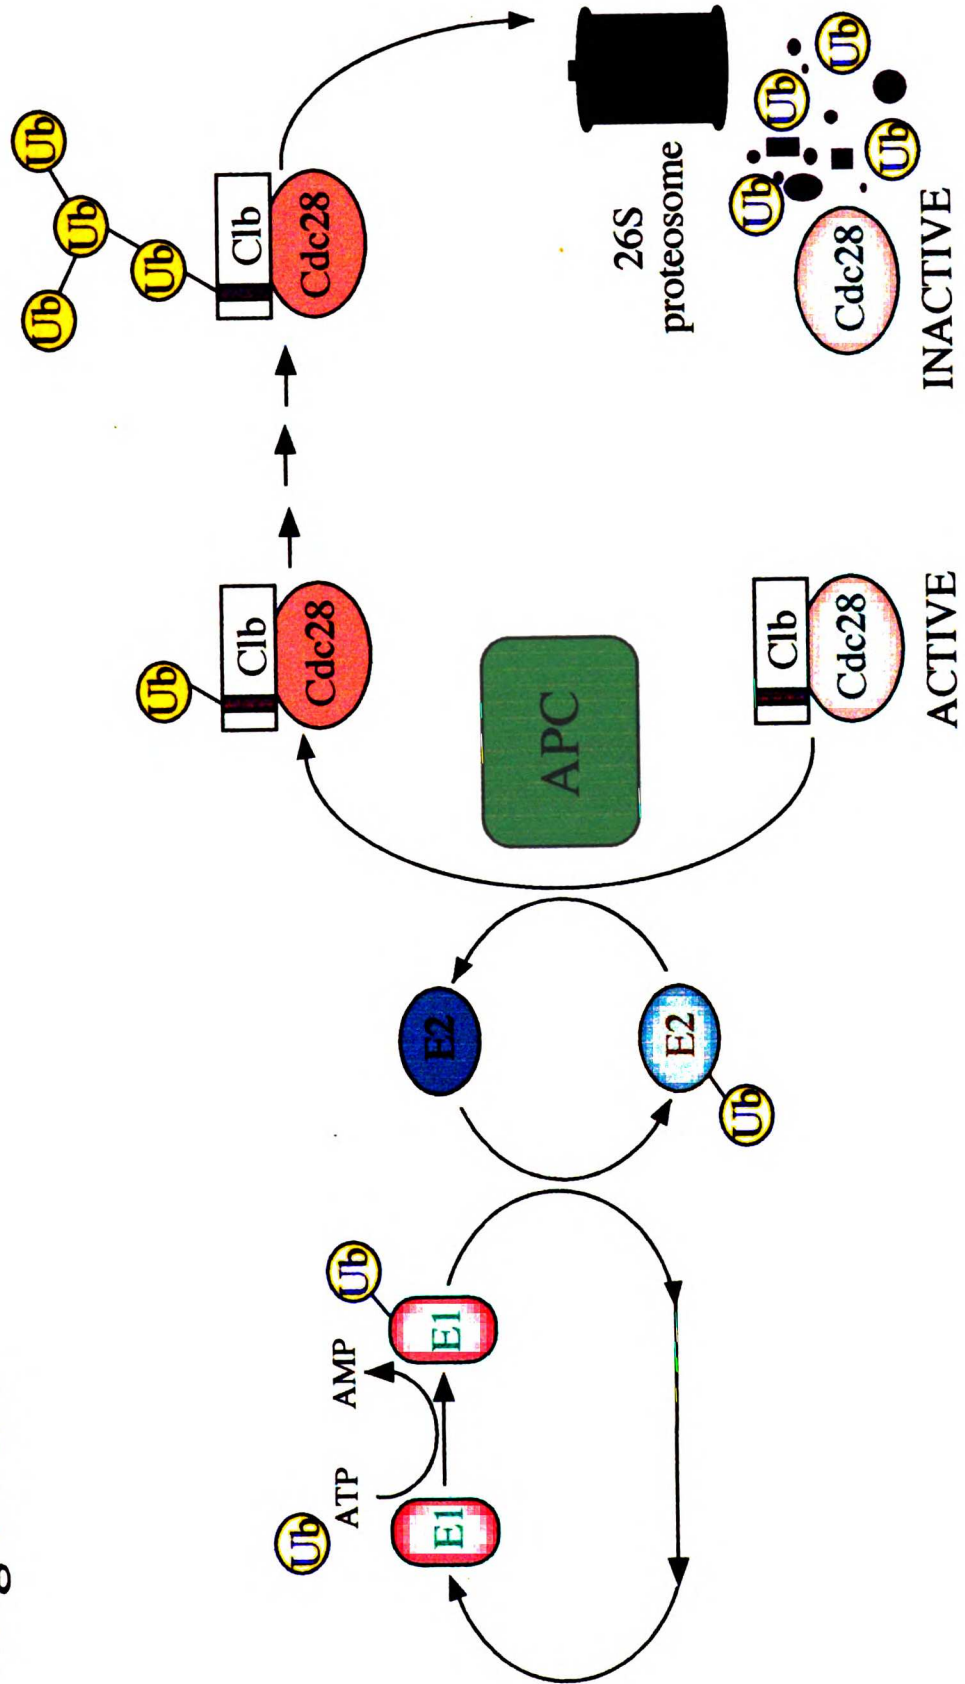 Ub
ATP
AMP
E1
Ub
E1
E2
E2
Ub
APC
Ub
Clb
Cdc28
Clb
Cdc28
ACTIVE
Ub
Ub
Ub
Ub
Clb
Cdc28
26S
proteosome
Ub
Ub
Ub
Ub
Cdc28
INACTIVE